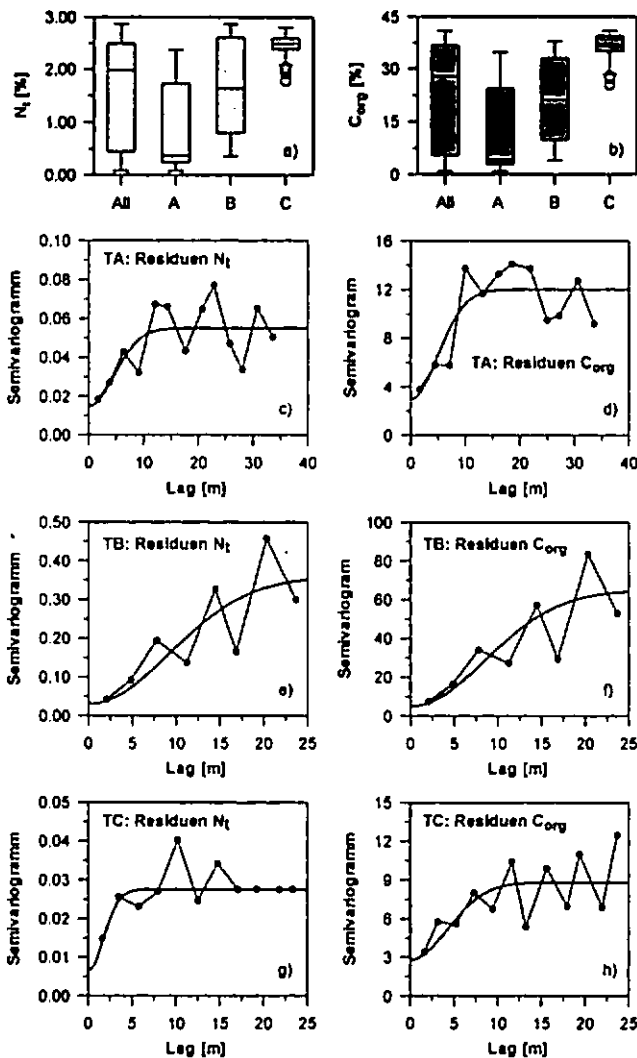 3.00
2.00
1.00
0.00
N_t [%]
a)
All
A
B
C
45
30
15
0
C_org [%]
b)
All
A
B
C
0.10
0.08
0.06
0.04
0.02
0.00
Semivariogramm
TA: Residuen N_t
c)
0
10
20
30
40
Lag [m]
16
12
8
4
0
Semivariogram
TA: Residuen C_org
d)
0
10
20
30
40
Lag [m]
0.50
0.40
0.30
0.20
0.10
0.00
Semivariogramm
TB: Residuen N_t
e)
0
5
10
15
20
25
Lag [m]
100
80
60
40
20
0
Semivariogram
TB: Residuen C_org
f)
0
5
10
15
20
25
Lag [m]
0.05
0.04
0.03
0.02
0.01
0.00
Semivariogramm
TC: Residuen N_t
g)
0
5
10
15
20
25
Lag [m]
15
12
9
6
3
0
Semivariogramm
TC: Residuen C_org
h)
0
5
10
15
20
25
Lag [m]